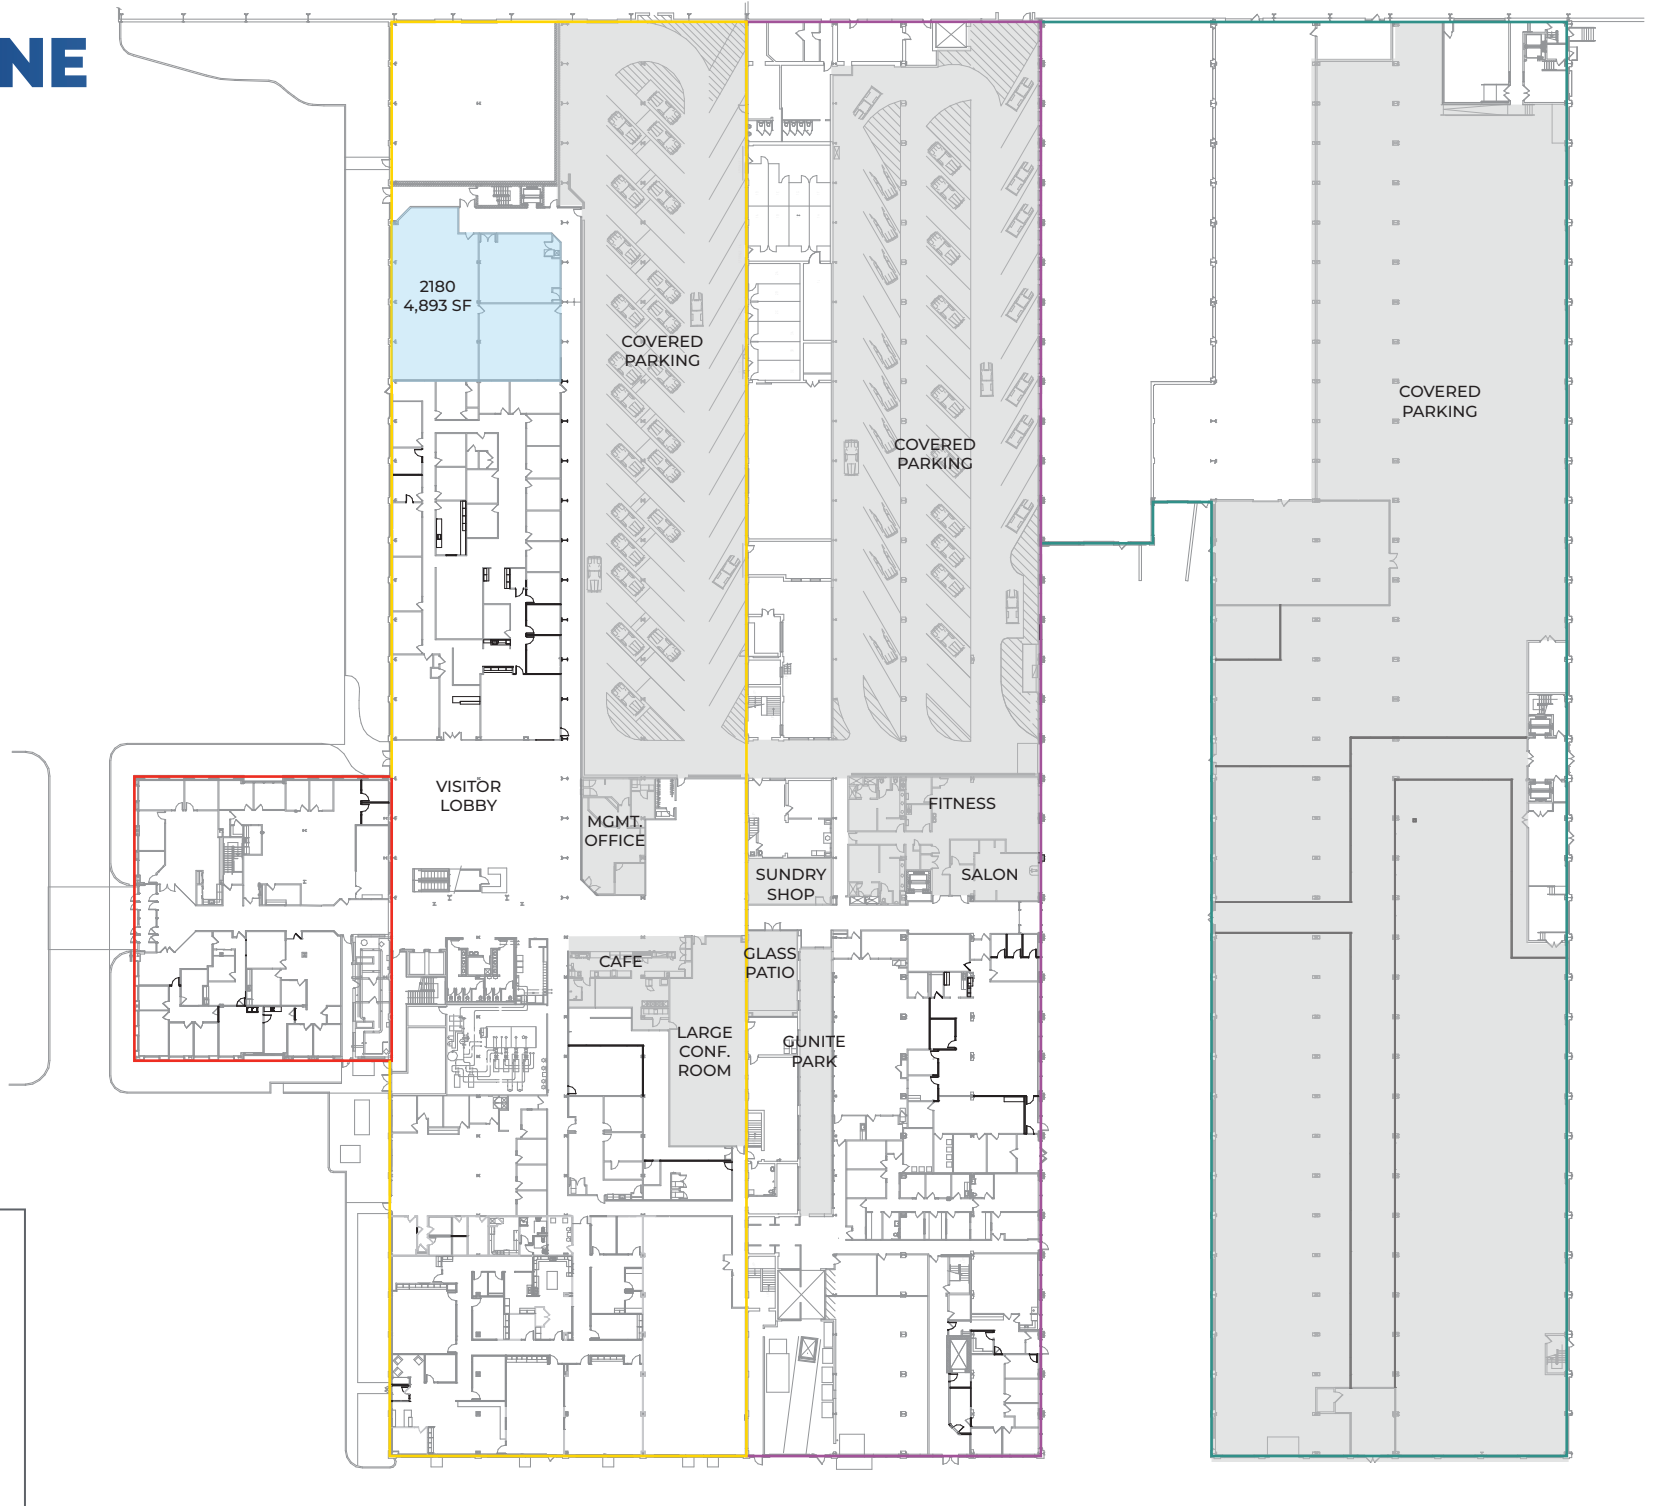 NE
2180
4,893 SF
COVERED
PARKING
COVERED
PARKING
COVERED
PARKING
VISITOR
LOBBY
MGMT.
OFFICE
FITNESS
SUNDRY
SHOP
SALON
GLASS
PATIO
CAFE
LARGE
CONF.
ROOM
GUNITE
PARK